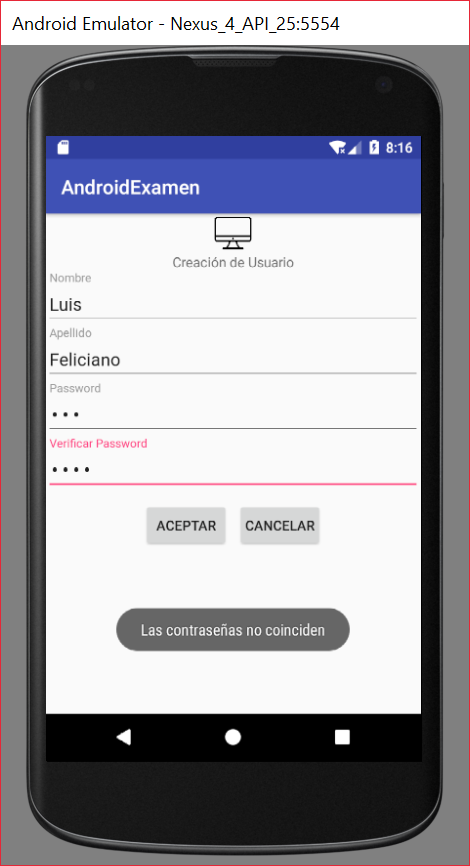 Android Emulator - Nexus_4_API_25:5554
8:16
AndroidExamen
Creación de Usuario
Nombre
Luis
Apellido
Feliciano
Password
•••
Verificar Password
••••
ACEPTAR CANCELAR
Las contraseñas no coinciden